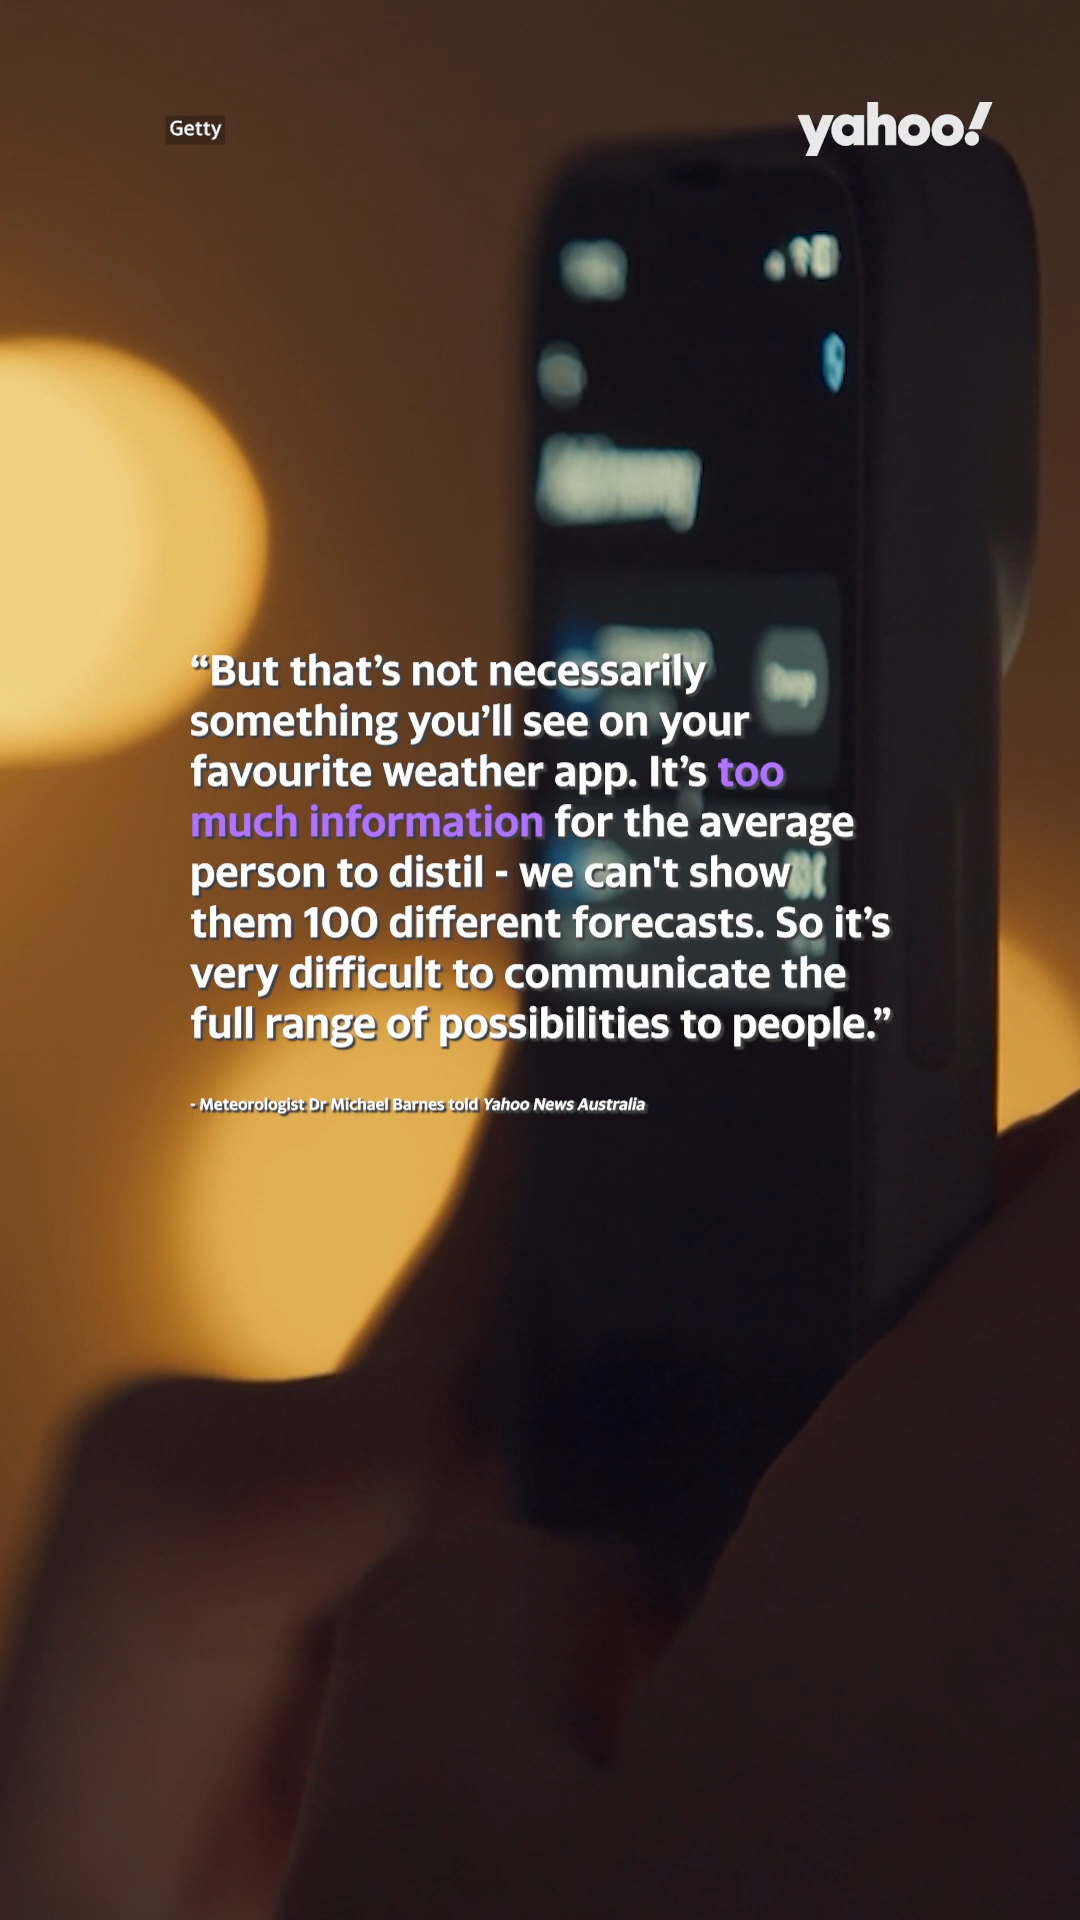 Getty
yahoo!
“But that’s not necessarily
something you’ll see on your
favourite weather app. It’s too
much information for the average
person to distil - we can't show
them 100 different forecasts. So it’s
very difficult to communicate the
full range of possibilities to people.”
- Meteorologist Dr Michael Barnes told Yahoo News Australia